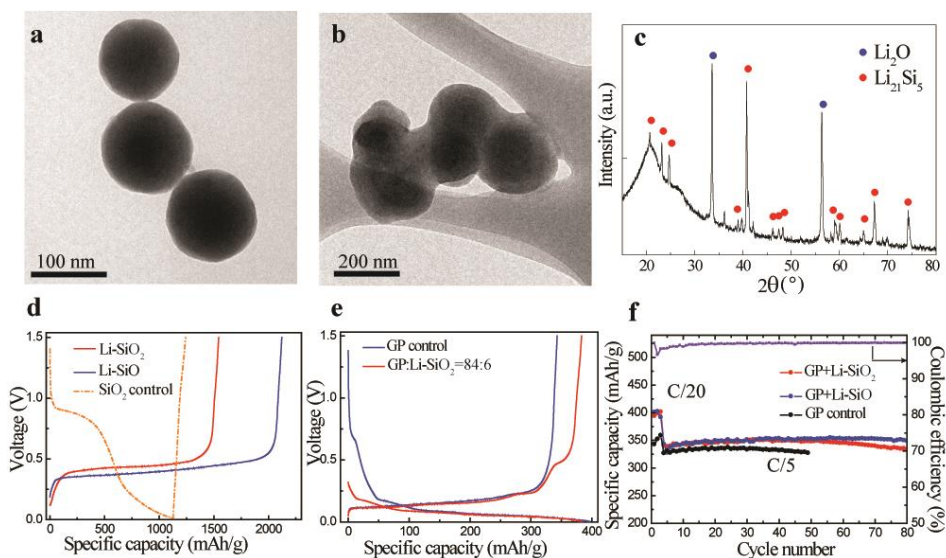 a
100 nm
b
200 nm
c
Li₂O
Li₂₁Si₅
Intensity (a.u.)
20 30 40 50 60 70 80
2θ(°)
d
1.5
1.0
0.5
0.0
Voltage (V)
Li-SiO₂
Li-SiO
SiO₂ control
0 500 1000 1500 2000
Specific capacity (mAh/g)
e
1.5
1.0
0.5
0.0
Voltage (V)
GP control
GP:Li-SiO₂=84:6
0 100 200 300 400
Specific capacity (mAh/g)
f
500
450
400
350
300
250
200
Specific capacity (mAh/g)
C/20
C/5
GP+Li-SiO₂
GP+Li-SiO
GP control
100
90
80
70
60
50
Coulombic efficiency (%)
0 10 20 30 40 50 60 70 80
Cycle number